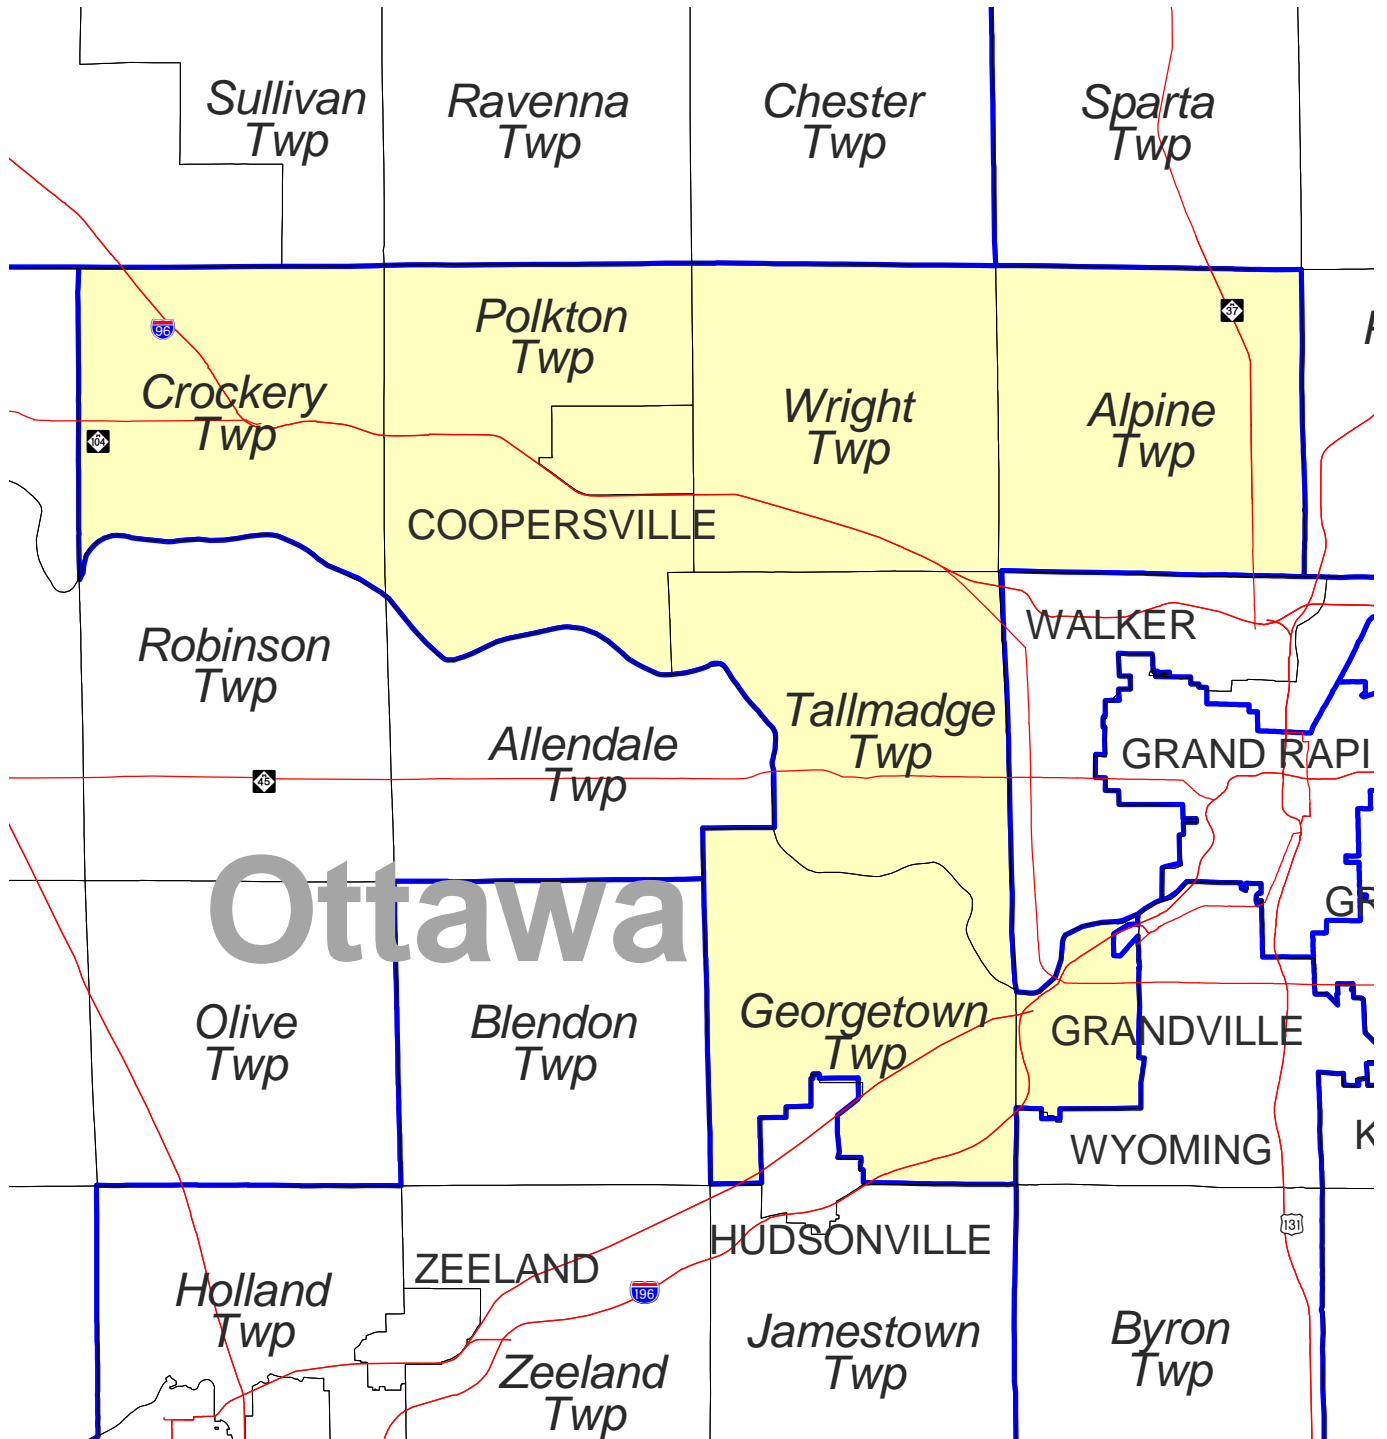 Sullivan
Twp
Ravenna
Twp
Chester
Twp
Sparta
Twp
96
Polkton
Twp
37
Crockery
Twp
104
Wright
Twp
Alpine
Twp
COOPERSVILLE
WALKER
Robinson
Twp
Allendale
Twp
Tallmadge
Twp
GRAND RAPI
45
Ottawa
GR
Olive
Twp
Blendon
Twp
Georgetown
Twp
GRANDVILLE
WYOMING
K
131
HUDSONVILLE
ZEELAND
196
Holland
Twp
Zeeland
Twp
Jamestown
Twp
Byron
Twp